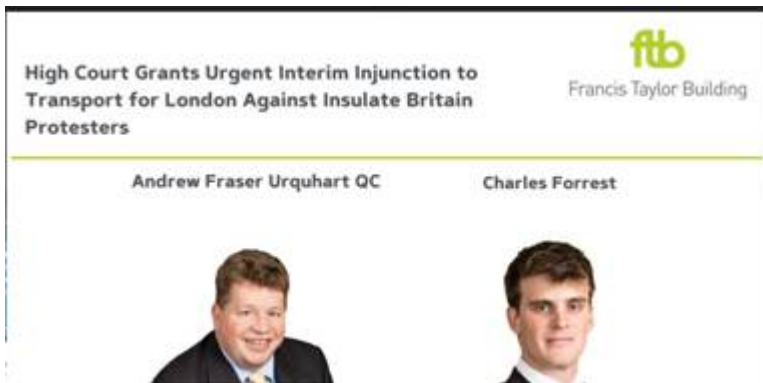 High Court Grants Urgent Interim Injunction to
Transport for London Against Insulate Britain
Protesters
ftb
Francis Taylor Building
Andrew Fraser Urquhart QC
Charles Forrest